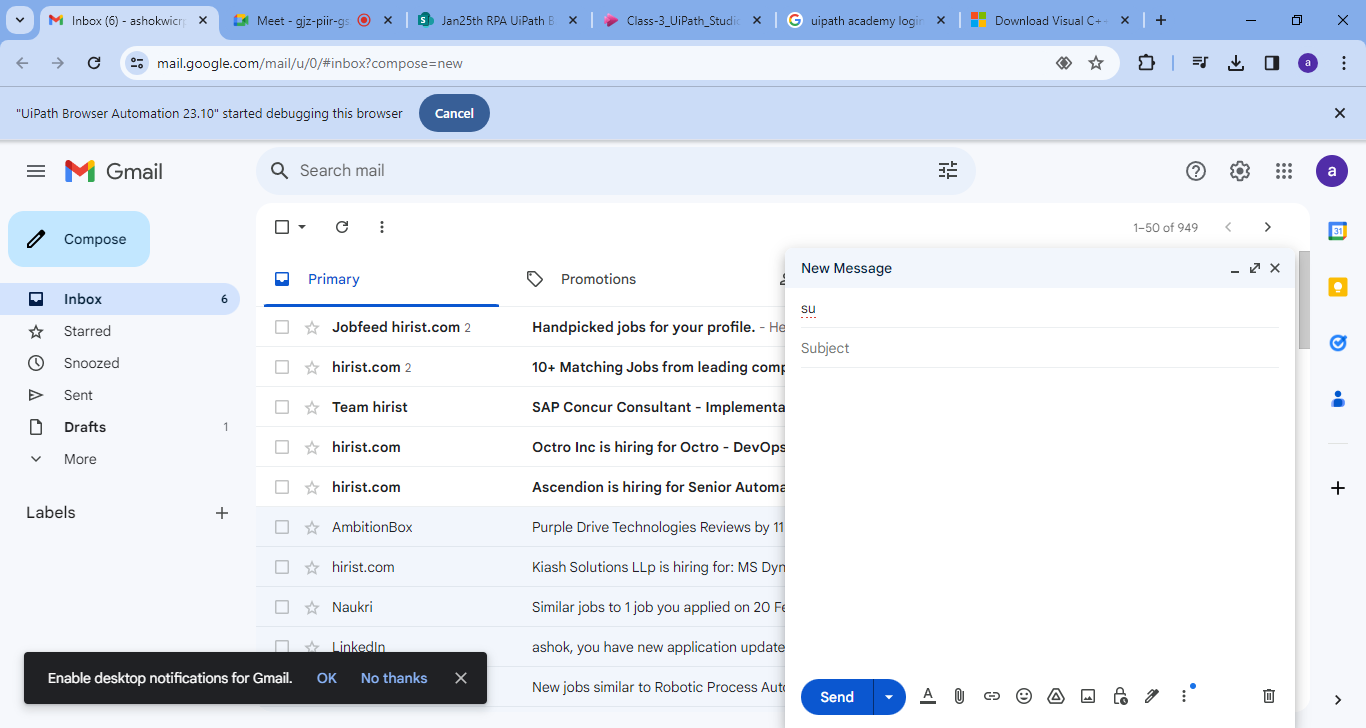 Inbox (6) - ashokwicrp
Meet - gjz-piir-gs
Jan25th RPA UiPath B
Class-3_UiPath_Studio
uipath academy login
Download Visual C++
mail.google.com/mail/u/0/#inbox?compose=new
a
"UiPath Browser Automation 23.10" started debugging this browser
Cancel
Gmail
Search mail
a
Compose
1–50 of 949
Inbox 6
Starred
Snoozed
Sent
Drafts 1
More
Labels
Primary
Promotions
Jobfeed hirist.com 2 Handpicked jobs for your profile. - He
hirist.com 2 10+ Matching Jobs from leading comp
Team hirist SAP Concur Consultant - Implementa
hirist.com Octro Inc is hiring for Octro - DevOps
hirist.com Ascendion is hiring for Senior Automa
AmbitionBox Purple Drive Technologies Reviews by 11
hirist.com Kiash Solutions LLp is hiring for: MS Dyn
Naukri Similar jobs to 1 job you applied on 20 Fe
LinkedIn ashok, you have new application update
New jobs similar to Robotic Process Auto
New Message
su
Subject
Send
31
Enable desktop notifications for Gmail. OK No thanks